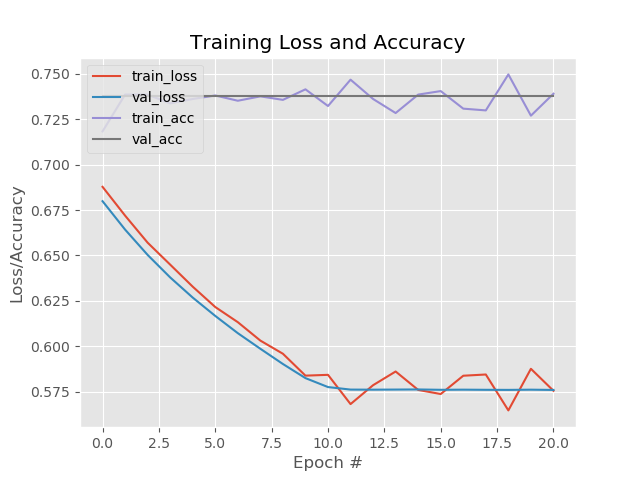 Training Loss and Accuracy
train_loss
val_loss
train_acc
val_acc
0.750
0.725
0.700
0.675
0.650
0.625
0.600
0.575
Loss/Accuracy
0.0 2.5 5.0 7.5 10.0 12.5 15.0 17.5 20.0
Epoch #